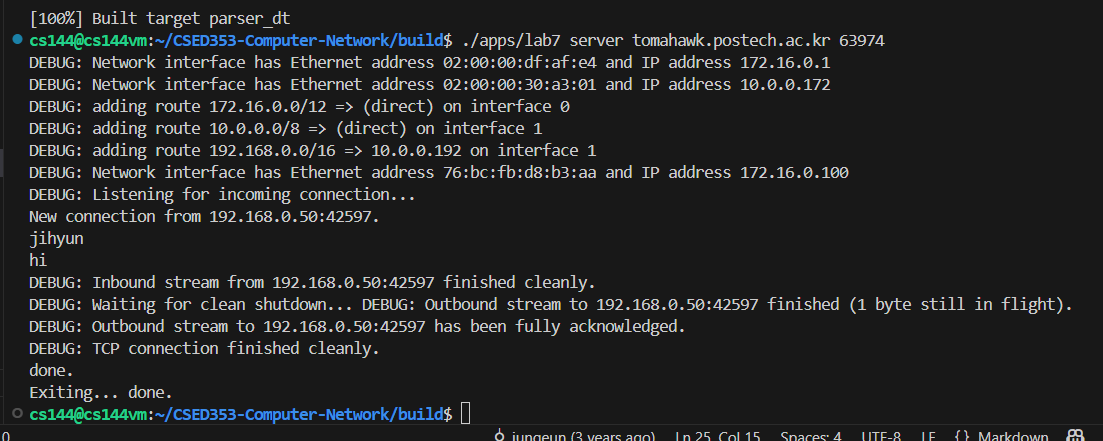 [100%] Built target parser_dt
cs144@cs144vm:~/CSED353-Computer-Network/build$ ./apps/lab7 server tomahawk.postech.ac.kr 63974
DEBUG: Network interface has Ethernet address 02:00:00:df:af:e4 and IP address 172.16.0.1
DEBUG: Network interface has Ethernet address 02:00:00:30:a3:01 and IP address 10.0.0.172
DEBUG: adding route 172.16.0.0/12 => (direct) on interface 0
DEBUG: adding route 10.0.0.0/8 => (direct) on interface 1
DEBUG: adding route 192.168.0.0/16 => 10.0.0.192 on interface 1
DEBUG: Network interface has Ethernet address 76:bc:fb:d8:b3:aa and IP address 172.16.0.100
DEBUG: Listening for incoming connection...
New connection from 192.168.0.50:42597.
jihyun
hi
DEBUG: Inbound stream from 192.168.0.50:42597 finished cleanly.
DEBUG: Waiting for clean shutdown... DEBUG: Outbound stream to 192.168.0.50:42597 finished (1 byte still in flight).
DEBUG: Outbound stream to 192.168.0.50:42597 has been fully acknowledged.
DEBUG: TCP connection finished cleanly.
done.
Exiting... done.
cs144@cs144vm:~/CSED353-Computer-Network/build$
0 jungeun (3 years ago) Ln 25, Col 15 Spaces: 4 UTF-8 LF {} Markdown